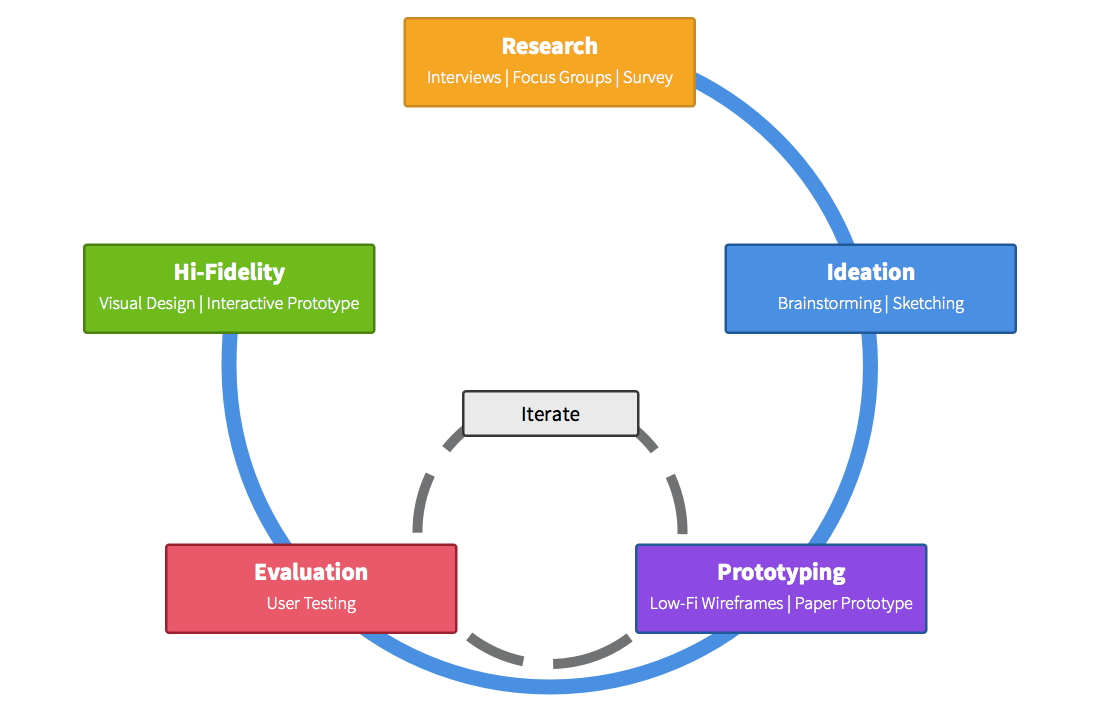 Research
Interviews | Focus Groups | Survey
Hi-Fidelity
Visual Design | Interactive Prototype
Ideation
Brainstorming | Sketching
Iterate
Evaluation
User Testing
Prototyping
Low-Fi Wireframes | Paper Prototype